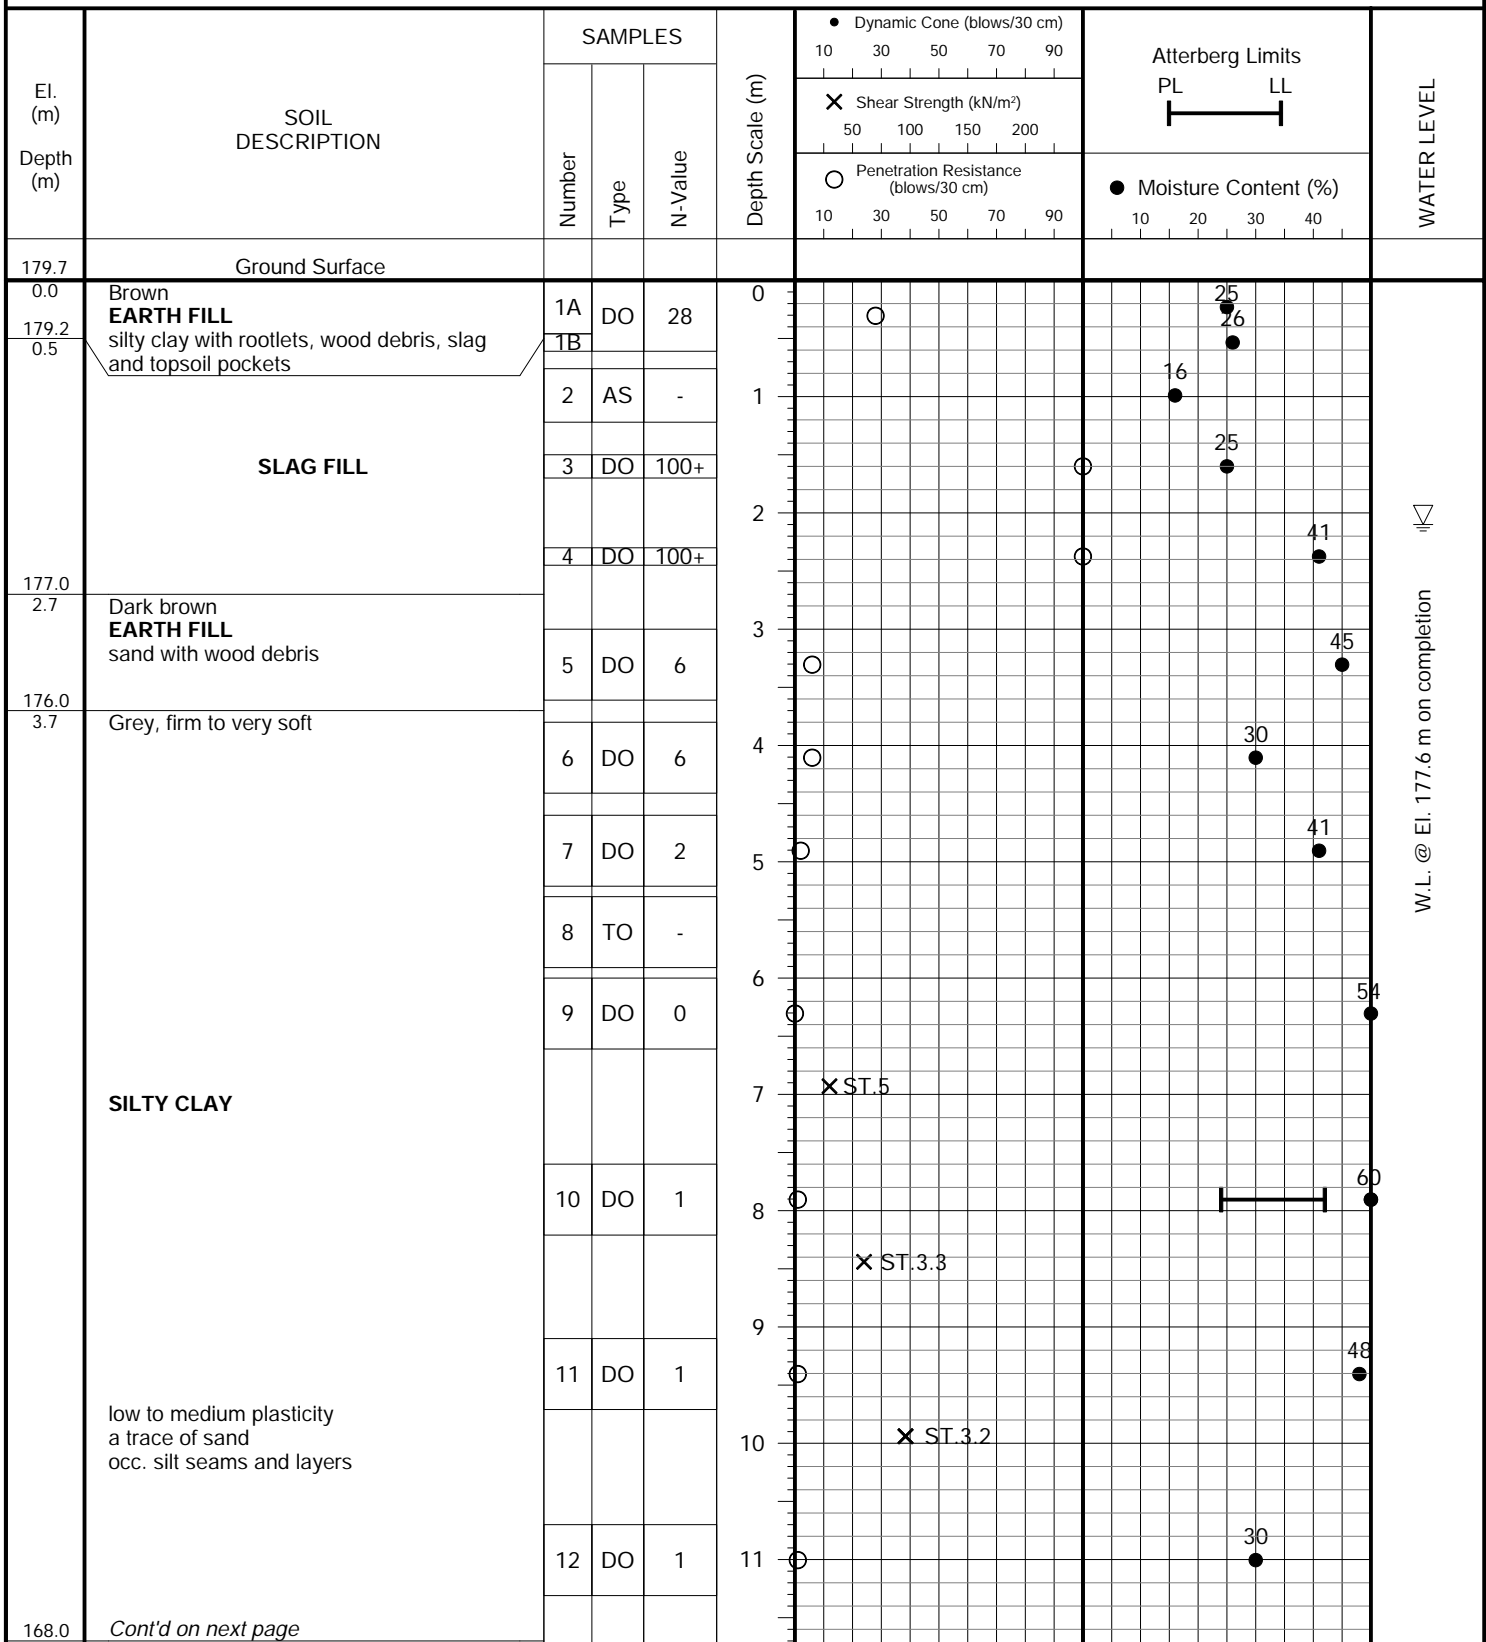 El.
(m)
Depth
(m)
SOIL
DESCRIPTION
SAMPLES
Number
Type
N-Value
Depth Scale (m)
● Dynamic Cone (blows/30 cm)
10 30 50 70 90
✕ Shear Strength (kN/m²)
50 100 150 200
○ Penetration Resistance
(blows/30 cm)
10 30 50 70 90
Atterberg Limits
PL LL
● Moisture Content (%)
10 20 30 40
WATER LEVEL
179.7 Ground Surface
0.0 Brown
EARTH FILL
179.2 silty clay with rootlets, wood debris, slag
0.5 and topsoil pockets
1A DO 28
1B
0
25
26
16
2 AS -
1
SLAG FILL
3 DO 100+
25
2
4 DO 100+
41
177.0
2.7 Dark brown
EARTH FILL
sand with wood debris
3
5 DO 6
45
176.0
3.7 Grey, firm to very soft
6 DO 6
4
30
7 DO 2
41
5
8 TO -
6
9 DO 0
54
ST.5
7
SILTY CLAY
10 DO 1
60
8
ST.3.3
9
11 DO 1
48
low to medium plasticity
a trace of sand
occ. silt seams and layers
ST.3.2
10
12 DO 1
11
30
168.0 Cont'd on next page
W.L. @ El. 177.6 m on completion